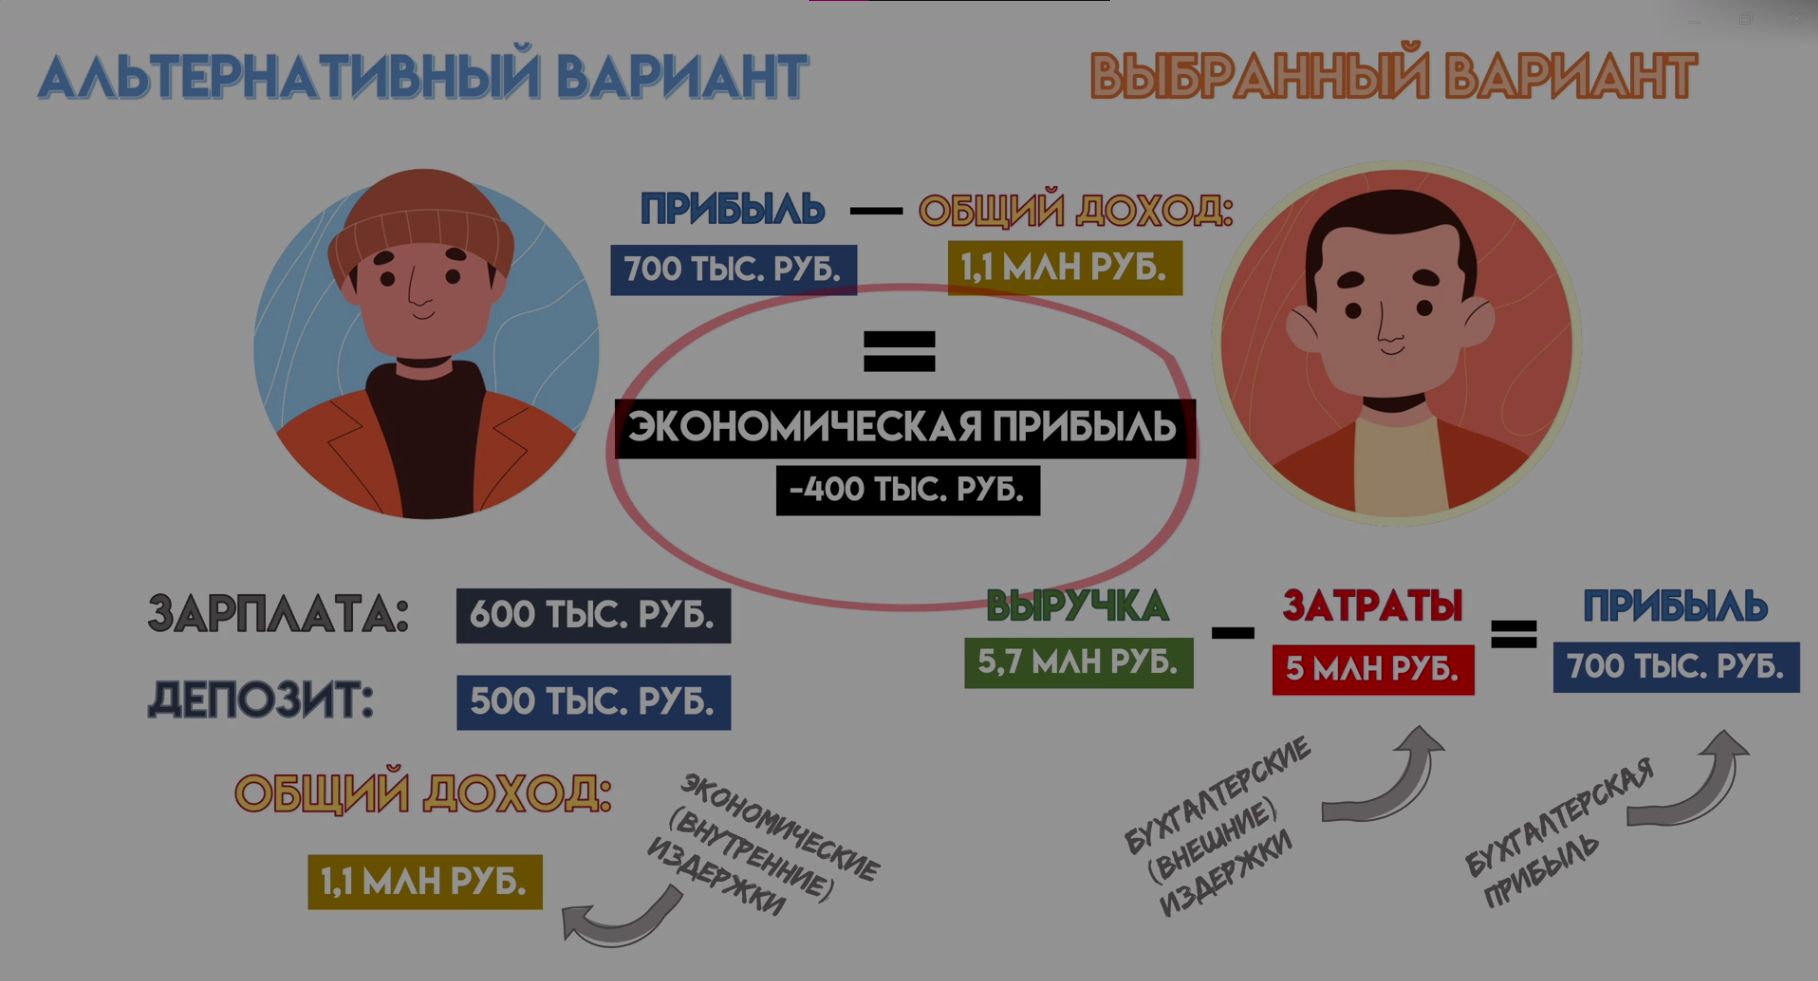 АЛЬТЕРНАТИВНЫЙ ВАРИАНТ
ВЫБРАННЫЙ ВАРИАНТ
ПРИБЫЛЬ — ОБЩИЙ ДОХОД:
700 ТЫС. РУБ.
1,1 МЛН РУБ.
=
ЭКОНОМИЧЕСКАЯ ПРИБЫЛЬ
-400 ТЫС. РУБ.
ЗАРПЛАТА: 600 ТЫС. РУБ.
ДЕПОЗИТ: 500 ТЫС. РУБ.
ОБЩИЙ ДОХОД:
1,1 МЛН РУБ.
ЭКОНОМИЧЕСКИЕ
(ВНУТРЕННИЕ)
ИЗДЕРЖКИ
ВЫРУЧКА - ЗАТРАТЫ = ПРИБЫЛЬ
5,7 МЛН РУБ. 5 МЛН РУБ. 700 ТЫС. РУБ.
БУХГАЛТЕРСКИЕ
(ВНЕШНИЕ)
ИЗДЕРЖКИ
БУХГАЛТЕРСКАЯ
ПРИБЫЛЬ